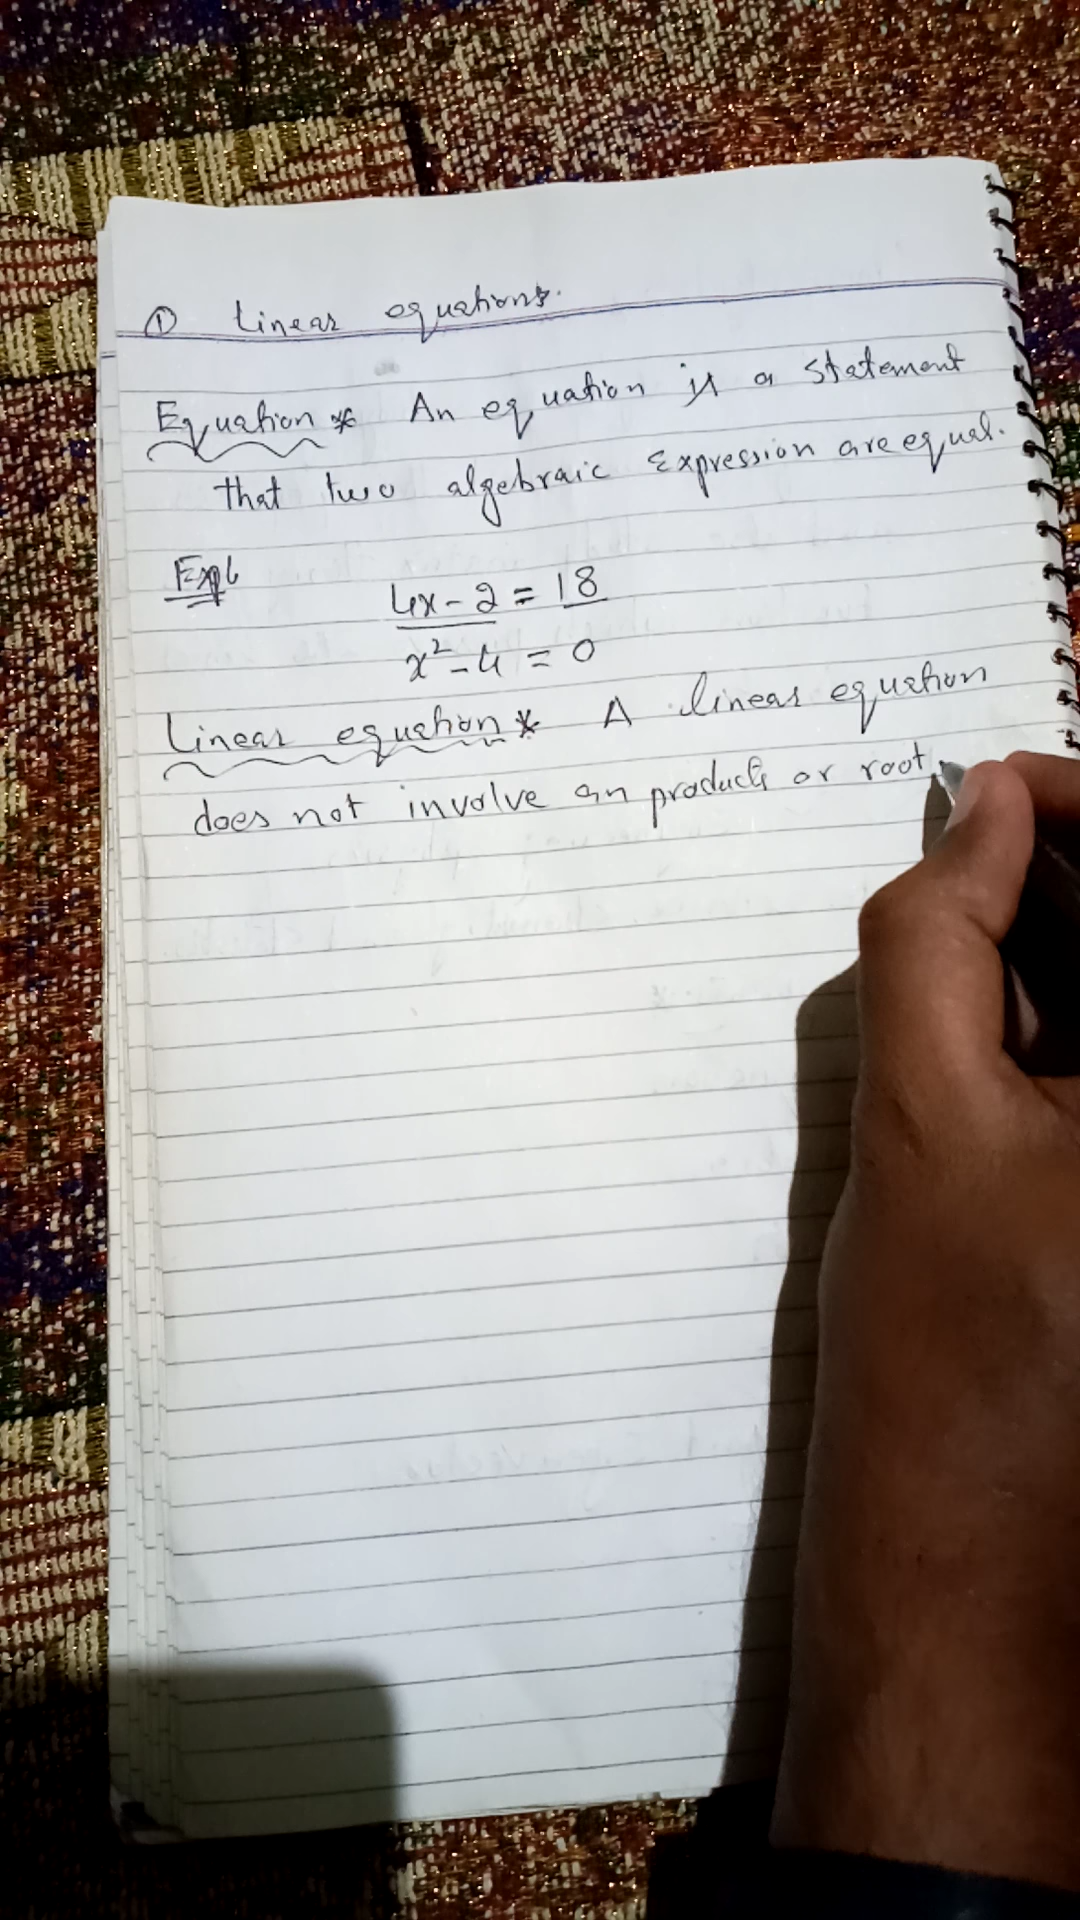 ① Linear equations.
Equation * An equation is a statement
that two algebraic Expression are equal.
Expl
4x - 2 = 18
x² - 4 = 0
Linear equation * A linear equation
does not involve an products or root